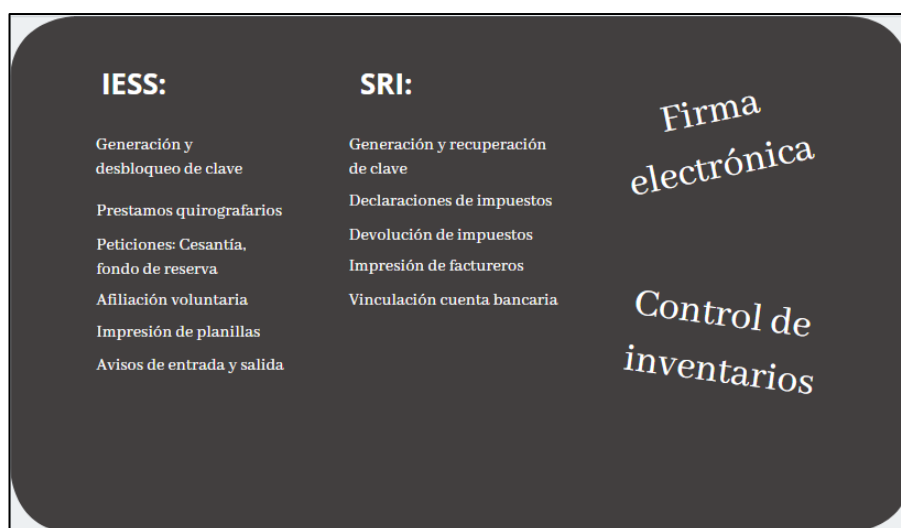 IESS:
Generación y
desbloqueo de clave
Prestamos quirografarios
Peticiones: Cesantía,
fondo de reserva
Afiliación voluntaria
Impresión de planillas
Avisos de entrada y salida
SRI:
Generación y recuperación
de clave
Declaraciones de impuestos
Devolución de impuestos
Impresión de factureros
Vinculación cuenta bancaria
Firma
electrónica
Control de
inventarios